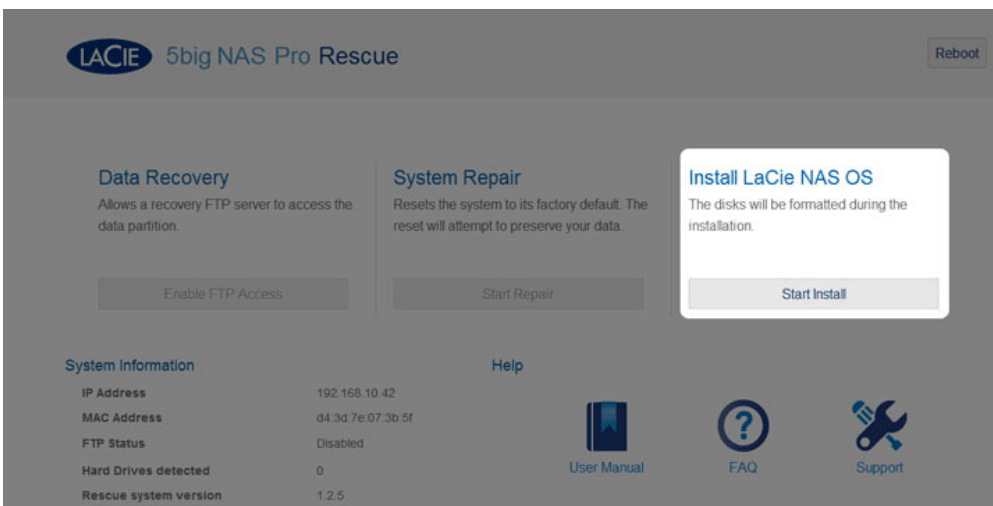 LACIE 5big NAS Pro Rescue
Reboot
Data Recovery
Allows a recovery FTP server to access the
data partition.
Enable FTP Access
System Repair
Resets the system to its factory default. The
reset will attempt to preserve your data.
Start Repair
Install LaCie NAS OS
The disks will be formatted during the
installation.
Start Install
System Information
IP Address 192.168.10.42
MAC Address d4:3d:7e:07:3b:5f
FTP Status Disabled
Hard Drives detected 0
Rescue system version 1.2.5
Help
User Manual
FAQ
Support